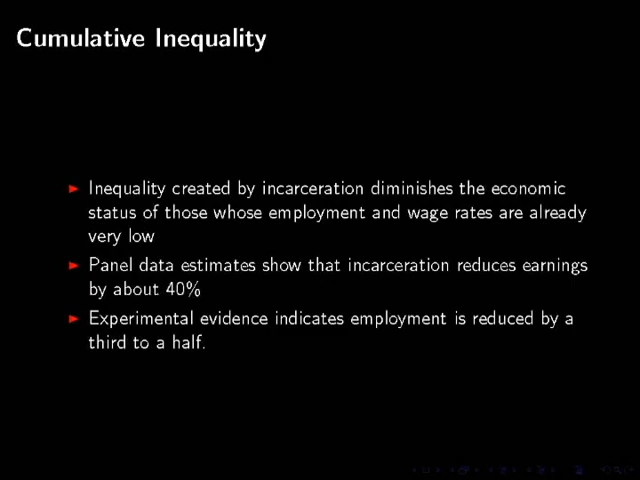 Cumulative Inequality
Inequality created by incarceration diminishes the economic
status of those whose employment and wage rates are already
very low
Panel data estimates show that incarceration reduces earnings
by about 40%
Experimental evidence indicates employment is reduced by a
third to a half.